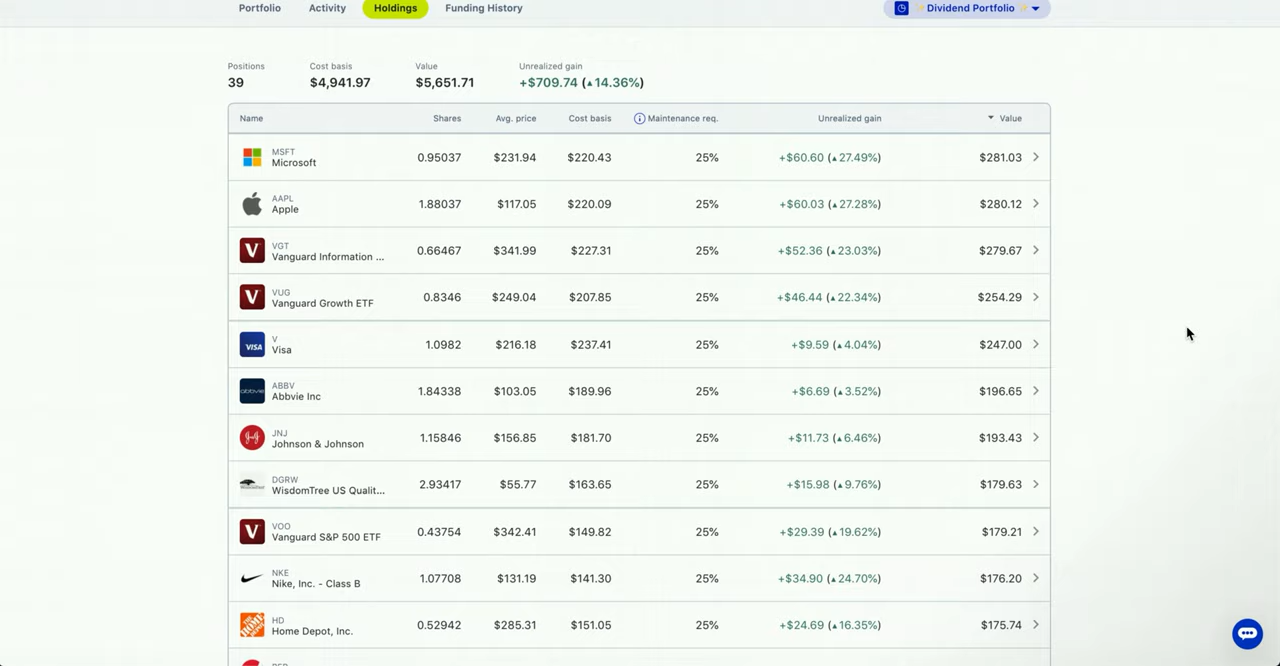 Portfolio Activity Holdings Funding History Dividend Portfolio
Positions Cost basis Value Unrealized gain
39 $4,941.97 $5,651.71 +$709.74 (▲14.36%)
Name Shares Avg. price Cost basis Maintenance req. Unrealized gain Value
MSFT
Microsoft 0.95037 $231.94 $220.43 25% +$60.60 (▲27.49%) $281.03
AAPL
Apple 1.88037 $117.05 $220.09 25% +$60.03 (▲27.28%) $280.12
VGT
Vanguard Information ... 0.66467 $341.99 $227.31 25% +$52.36 (▲23.03%) $279.67
VUG
Vanguard Growth ETF 0.8346 $249.04 $207.85 25% +$46.44 (▲22.34%) $254.29
VISA V
Visa 1.0982 $216.18 $237.41 25% +$9.59 (▲4.04%) $247.00
abbvie ABBV
Abbvie Inc 1.84338 $103.05 $189.96 25% +$6.69 (▲3.52%) $196.65
JNJ
Johnson & Johnson 1.15846 $156.85 $181.70 25% +$11.73 (▲6.46%) $193.43
DGRW
WisdomTree US Qualit... 2.93417 $55.77 $163.65 25% +$15.98 (▲9.76%) $179.63
VOO
Vanguard S&P 500 ETF 0.43754 $342.41 $149.82 25% +$29.39 (▲19.62%) $179.21
NKE
Nike, Inc. - Class B 1.07708 $131.19 $141.30 25% +$34.90 (▲24.70%) $176.20
HD
Home Depot, Inc. 0.52942 $285.31 $151.05 25% +$24.69 (▲16.35%) $175.74